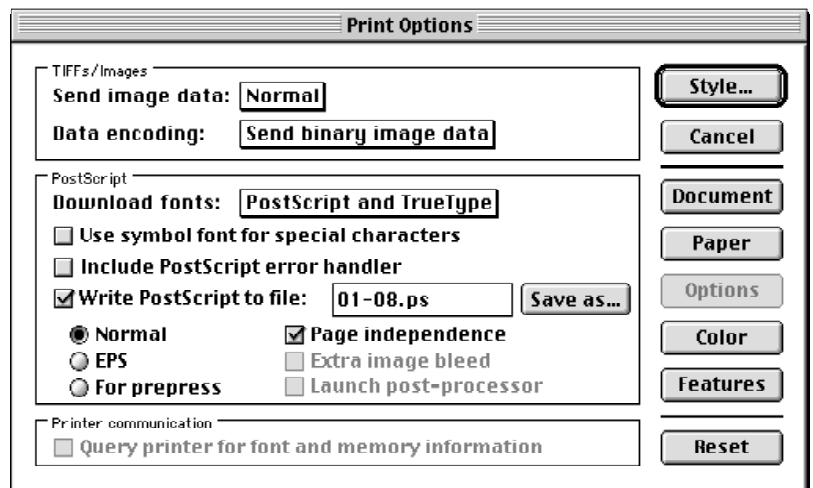 Print Options
TIFFs/Images
Send image data: Normal
Data encoding: Send binary image data
PostScript
Download fonts: PostScript and TrueType
Use symbol font for special characters
Include PostScript error handler
Write PostScript to file: 01-08.ps Save as...
Normal Page independence
EPS Extra image bleed
For prepress Launch post-processor
Printer communication
Query printer for font and memory information
Style...
Cancel
Document
Paper
Options
Color
Features
Reset